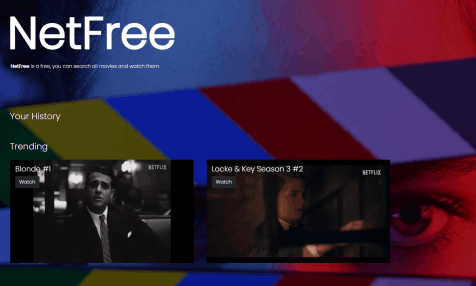 NetFree
NetFree is a free, you can search all movies and watch them
Your History
Trending
Blonde #1
NETFLIX
Watch
Locke & Key Season 3 #2
NETFLIX
Watch